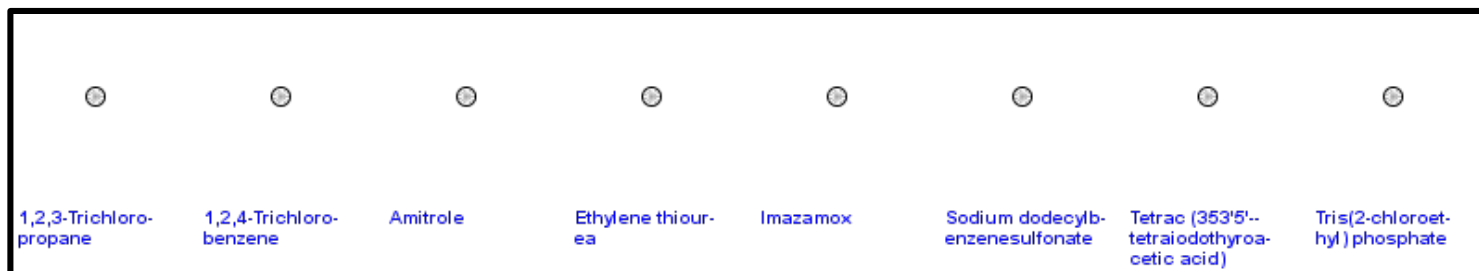 1,2,3-Trichloro-
propane
1,2,4-Trichloro-
benzene
Amitrole
Ethylene thiour-
ea
Imazamox
Sodium dodecylb-
enzenesulfonate
Tetrac (353'5'--
tetraiodothyroa-
cetic acid)
Tris(2-chloroet-
hyl) phosphate